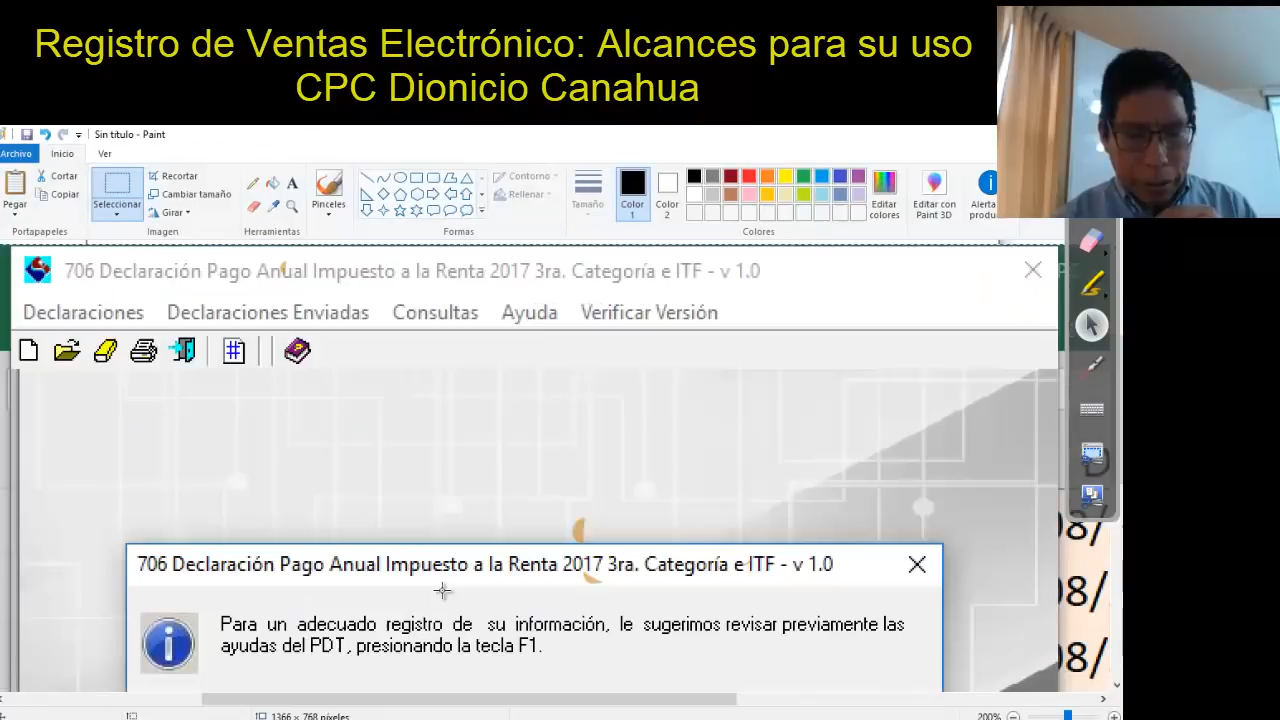 Registro de Ventas Electrónico: Alcances para su uso
CPC Dionicio Canahua
Sin título - Paint
Archivo Inicio Ver
Pegar
Cortar
Copiar
Portapapeles
Seleccionar
Recortar
Cambiar tamaño
Girar
Imagen
A
Herramientas
Pinceles
Contorno
Rellenar
Formas
Tamaño
Color 1
Color 2
Editar colores
Colores
Editar con Paint 3D
Alerta produ
706 Declaración Pago Anual Impuesto a la Renta 2017 3ra. Categoría e ITF - v 1.0
Declaraciones Declaraciones Enviadas Consultas Ayuda Verificar Versión
706 Declaración Pago Anual Impuesto a la Renta 2017 3ra. Categoría e ITF - v 1.0
Para un adecuado registro de su información, le sugerimos revisar previamente las
ayudas del PDT, presionando la tecla F1.
08/
08/
08/
1366 × 768 píxeles
200%